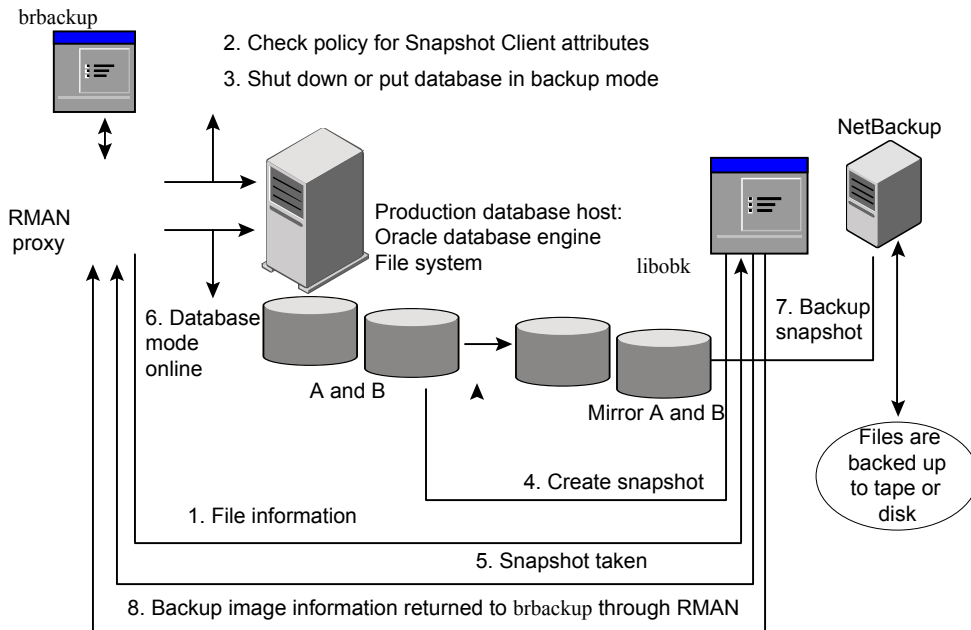 brbackup
2. Check policy for Snapshot Client attributes
3. Shut down or put database in backup mode
NetBackup
RMAN
proxy
Production database host:
Oracle database engine
File system
libobk
6. Database
mode
online
7. Backup
snapshot
A and B
Mirror A and B
Files are
backed up
to tape or
disk
4. Create snapshot
1. File information
5. Snapshot taken
8. Backup image information returned to brbackup through RMAN